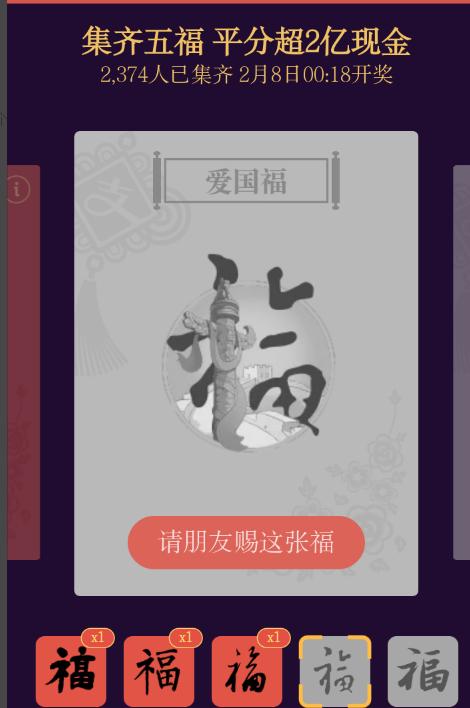 集齐五福 平分超2亿现金
2,374人已集齐 2月8日00:18开奖
爱国福
福
请朋友赐这张福
x1 x1 x1
福 福 福 福 福